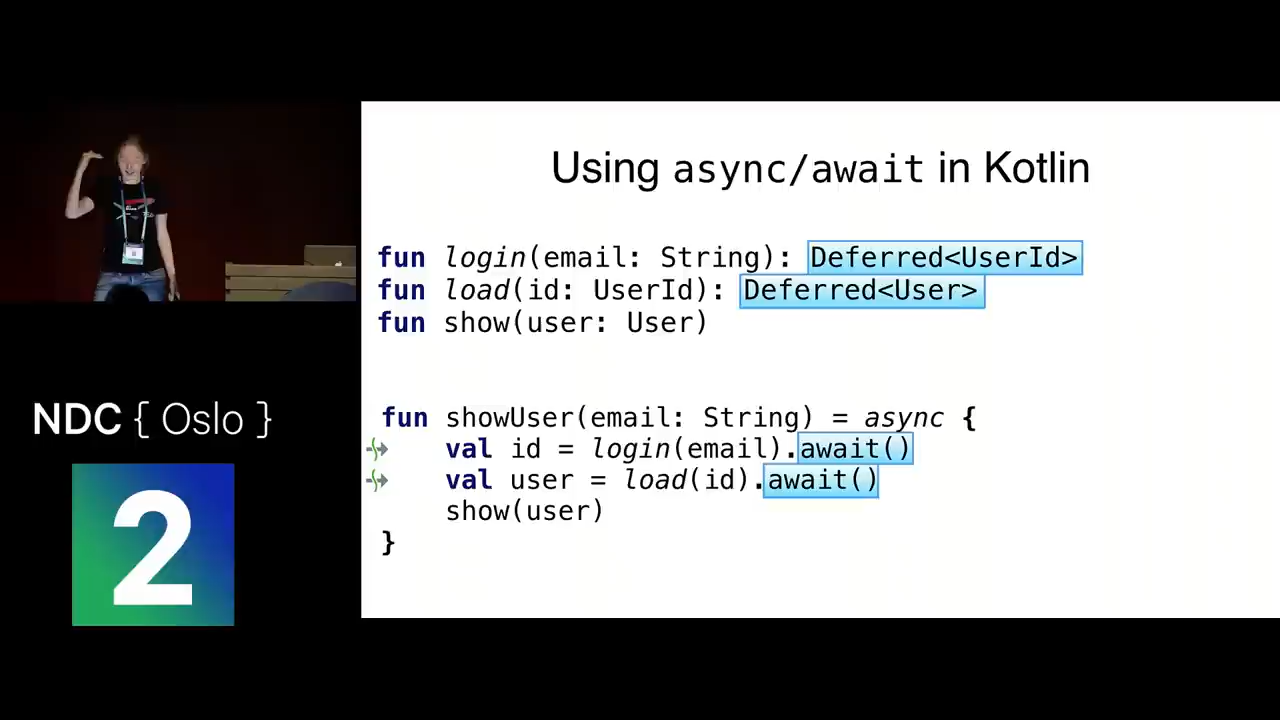 Using async/await in Kotlin
fun login(email: String): Deferred<UserId>
fun load(id: UserId): Deferred<User>
fun show(user: User)
fun showUser(email: String) = async {
val id = login(email).await()
val user = load(id).await()
show(user)
}
NDC { Oslo }
2